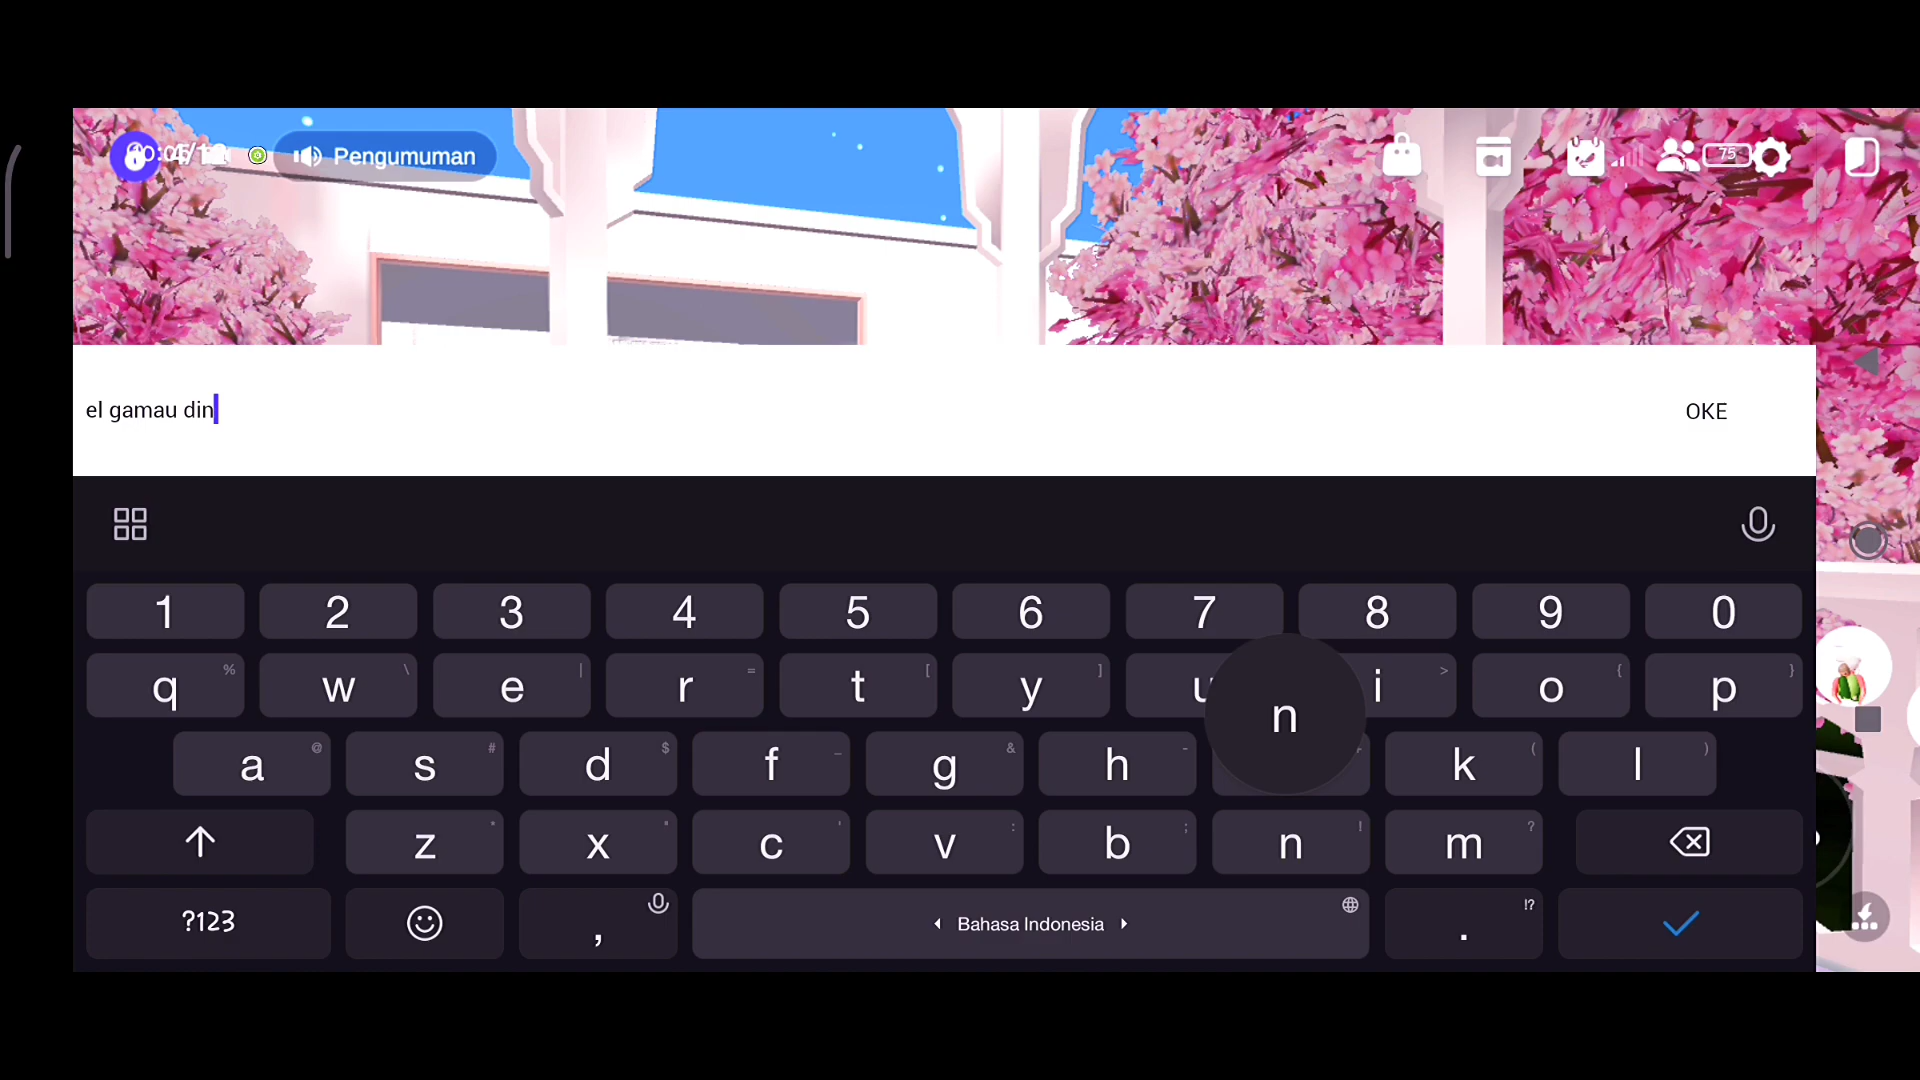 Pengumuman
75
el gamau din
OKE
1 2 3 4 5 6 7 8 9 0
q % w \ e | r = t [ y ] u i > o { p }
n
a @ s # d $ f _ g & h - k ( l )
z * x " c ' v : b ; n ! m ?
?123 , Bahasa Indonesia . !?